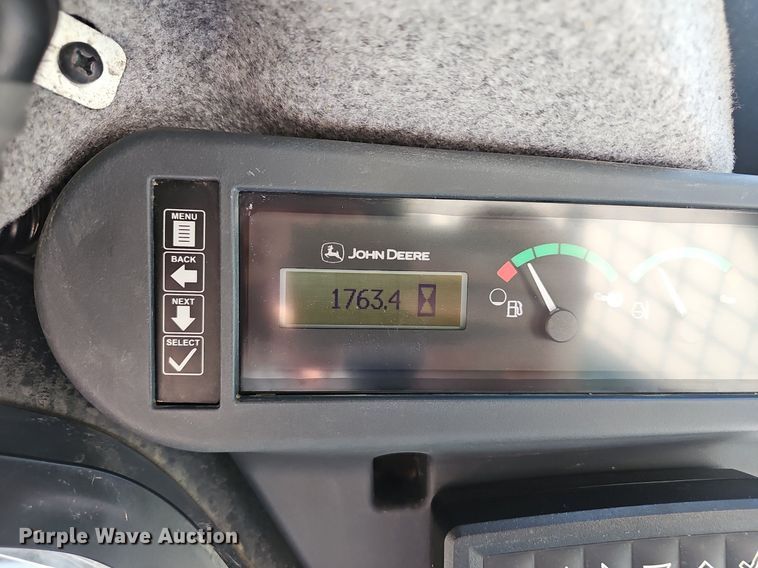 MENU
BACK
NEXT
SELECT
JOHN DEERE
1763.4
Purple Wave Auction